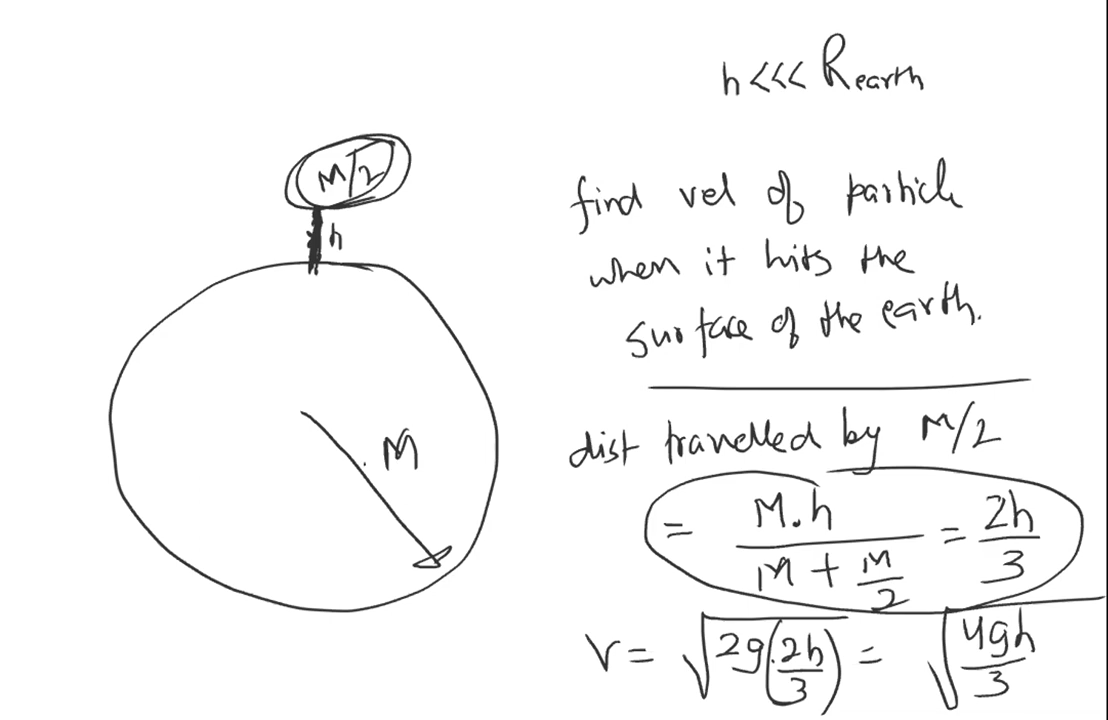 h <<< Rearth
M/2
h
find vel of particle
when it hits the
surface of the earth.
M
dist travelled by M/2
= M.h / (M + M/2) = 2h/3
v = √(2g(2h/3)) = √(4gh/3)